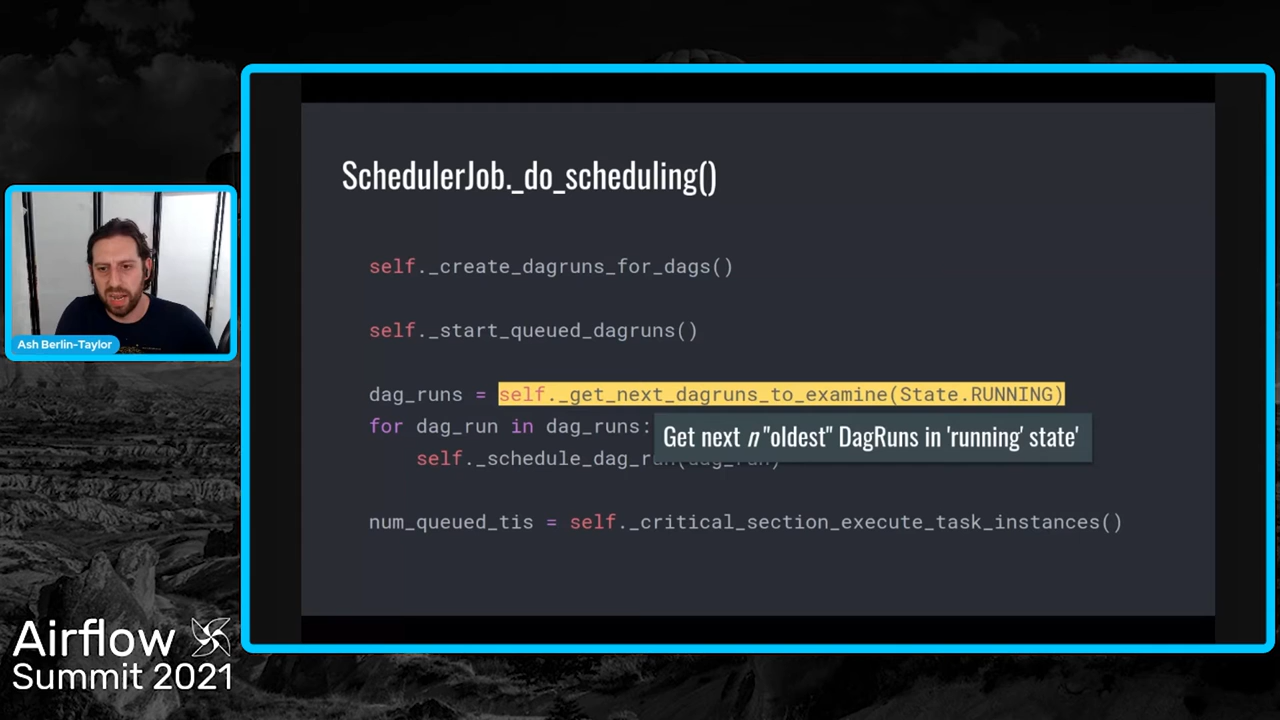 SchedulerJob._do_scheduling()
self._create_dagruns_for_dags()
self._start_queued_dagruns()
dag_runs = self._get_next_dagruns_to_examine(State.RUNNING)
for dag_run in dag_runs:
Get next n "oldest" DagRuns in 'running' state'
self._schedule_dag_run(dag_run)
num_queued_tis = self._critical_section_execute_task_instances()
Ash Berlin-Taylor
Airflow
Summit 2021